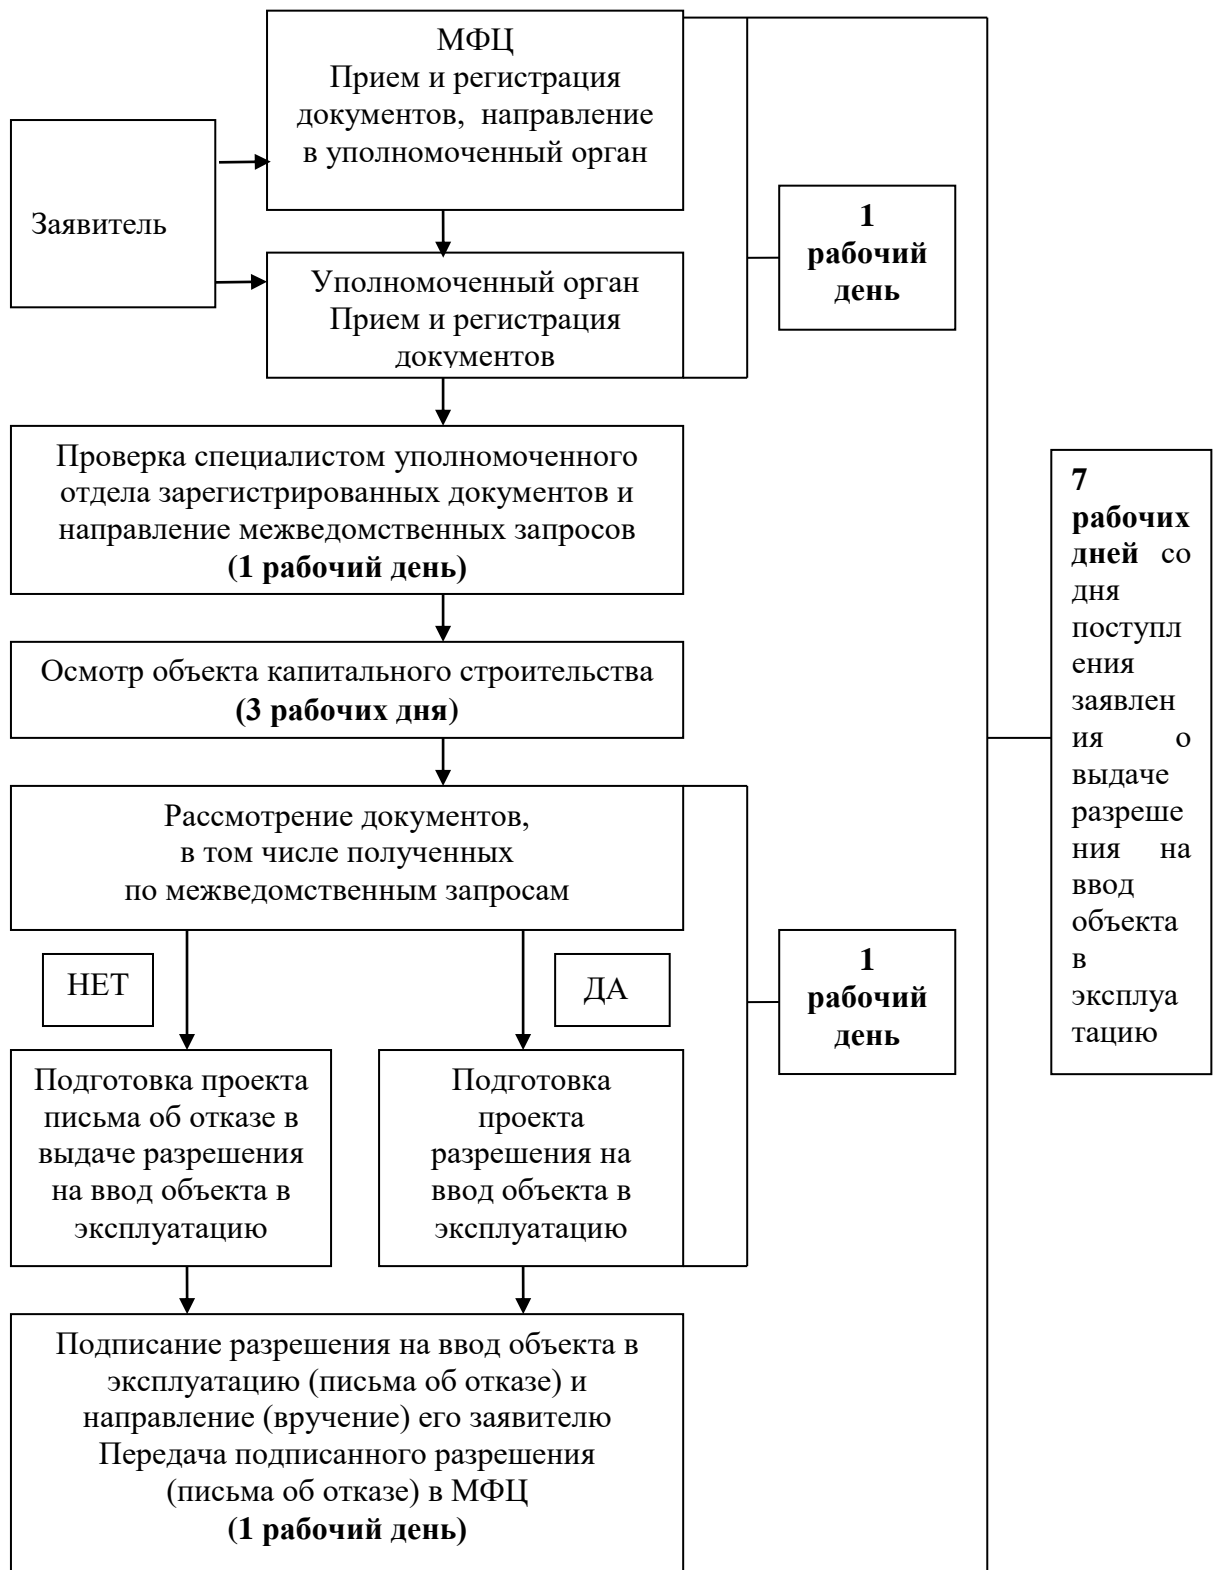 МФЦ
Прием и регистрация
документов, направление
в уполномоченный орган
Заявитель
1
рабочий
день
Уполномоченный орган
Прием и регистрация
документов
Проверка специалистом уполномоченного
отдела зарегистрированных документов и
направление межведомственных запросов
(1 рабочий день)
7
рабочих
дней со
дня
поступл
ения
заявлен
ия о
выдаче
разреше
ния на
ввод
объекта
в
эксплуа
тацию
Осмотр объекта капитального строительства
(3 рабочих дня)
Рассмотрение документов,
в том числе полученных
по межведомственным запросам
НЕТ
ДА
1
рабочий
день
Подготовка проекта
письма об отказе в
выдаче разрешения
на ввод объекта в
эксплуатацию
Подготовка
проекта
разрешения на
ввод объекта в
эксплуатацию
Подписание разрешения на ввод объекта в
эксплуатацию (письма об отказе) и
направление (вручение) его заявителю
Передача подписанного разрешения
(письма об отказе) в МФЦ
(1 рабочий день)